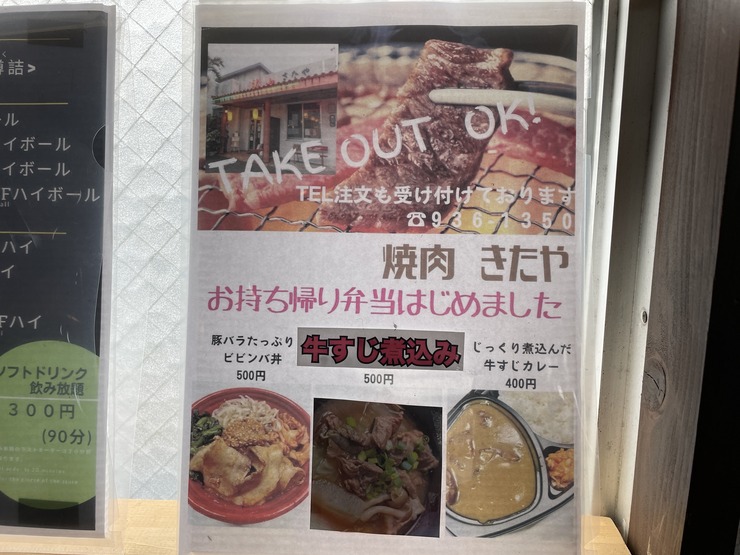 詰>
ール
イボール
イボール
Fハイボール
ハイ
イ
Fハイ
ソフトドリンク
飲み放題
300円
(90分)
TAKE OUT OK!
TEL注文も受け付けております
☎936-1350
焼肉 きたや
お持ち帰り弁当はじめました
豚バラたっぷり
ビビンバ丼
500円
牛すじ煮込み
500円
じっくり煮込んだ
牛すじカレー
400円